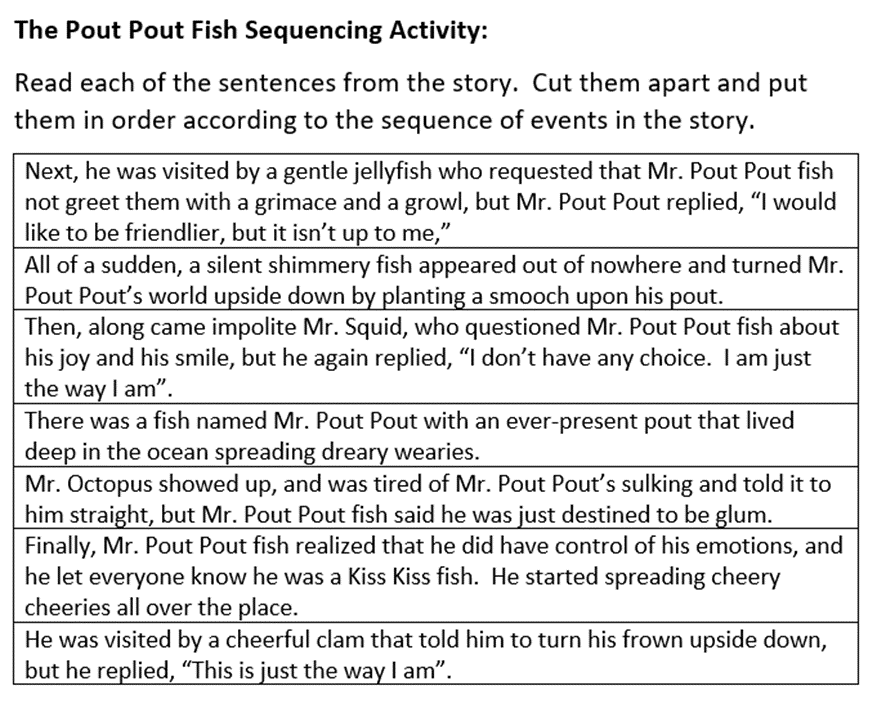 The Pout Pout Fish Sequencing Activity:
Read each of the sentences from the story.  Cut them apart and put
them in order according to the sequence of events in the story.
Next, he was visited by a gentle jellyfish who requested that Mr. Pout Pout fish
not greet them with a grimace and a growl, but Mr. Pout Pout replied, “I would
like to be friendlier, but it isn’t up to me,”
All of a sudden, a silent shimmery fish appeared out of nowhere and turned Mr.
Pout Pout’s world upside down by planting a smooch upon his pout.
Then, along came impolite Mr. Squid, who questioned Mr. Pout Pout fish about
his joy and his smile, but he again replied, “I don’t have any choice.  I am just
the way I am”.
There was a fish named Mr. Pout Pout with an ever-present pout that lived
deep in the ocean spreading dreary wearies.
Mr. Octopus showed up, and was tired of Mr. Pout Pout’s sulking and told it to
him straight, but Mr. Pout Pout fish said he was just destined to be glum.
Finally, Mr. Pout Pout fish realized that he did have control of his emotions, and
he let everyone know he was a Kiss Kiss fish.  He started spreading cheery
cheeries all over the place.
He was visited by a cheerful clam that told him to turn his frown upside down,
but he replied, “This is just the way I am”.